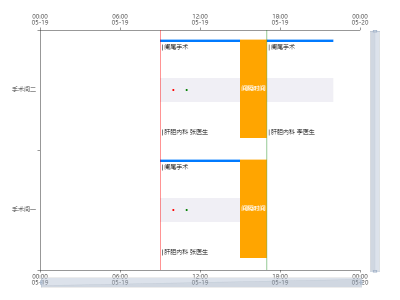 00:00 06:00 12:00 18:00 00:00
05-19 05-19 05-19 05-19 05-20
阑尾手术 阑尾手术
手术间二
间隔时间
肝胆内科 张医生 肝胆内科 李医生
阑尾手术
手术间一
间隔时间
肝胆内科 张医生
00:00 06:00 12:00 18:00 00:00
05-19 05-19 05-19 05-19 05-20